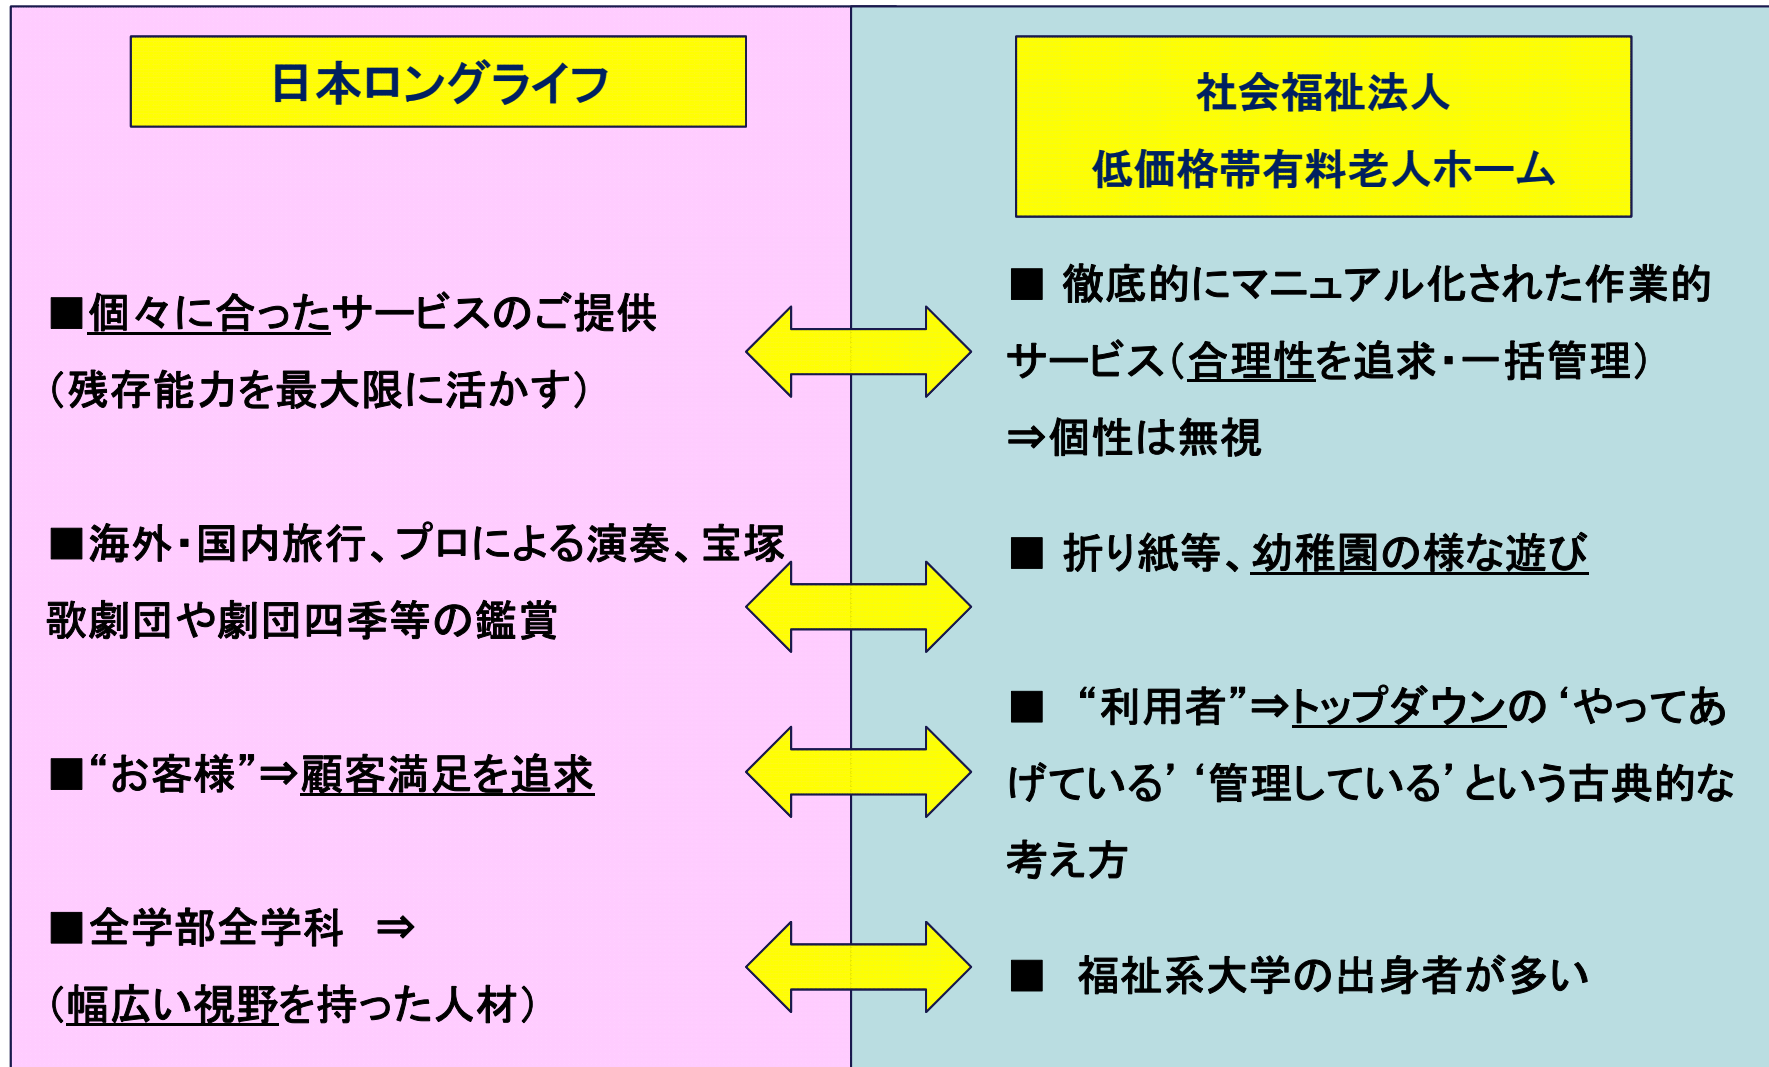 日本ロングライフ
■個々に合ったサービスのご提供
（残存能力を最大限に活かす）
■海外・国内旅行、プロによる演奏、宝塚
歌劇団や劇団四季等の鑑賞
■“お客様”⇒顧客満足を追求
■全学部全学科　⇒
（幅広い視野を持った人材）
社会福祉法人
低価格帯有料老人ホーム
■ 徹底的にマニュアル化された作業的
サービス（合理性を追求・一括管理）
⇒個性は無視
■ 折り紙等、幼稚園の様な遊び
■　“利用者”⇒トップダウンの‘やってあ
げている’‘管理している’という古典的な
考え方
■　福祉系大学の出身者が多い